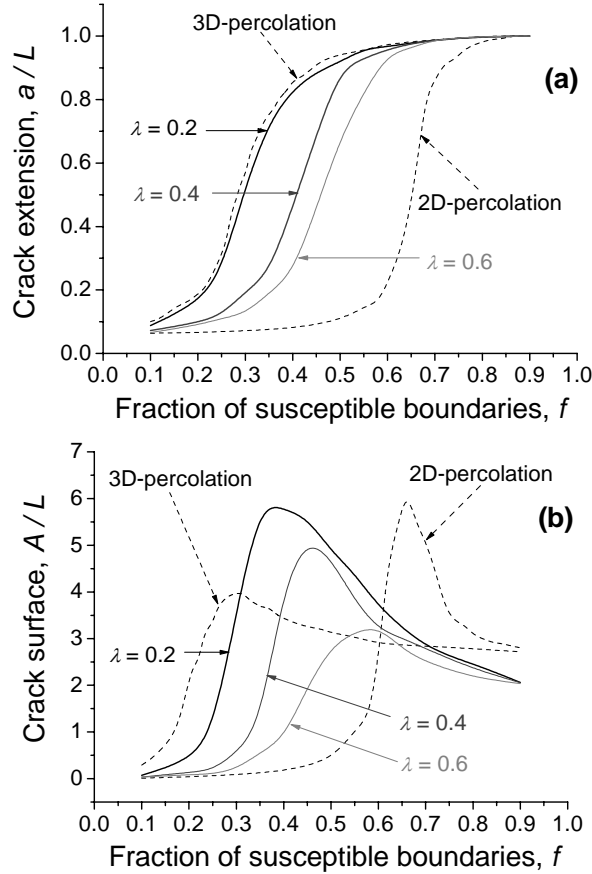 3D-percolation
1.0
(a)
0.8
λ = 0.2
0.6
λ = 0.4
2D-percolation
0.4
λ = 0.6
0.2
0.0
Crack extension, a / L
0.0 0.1 0.2 0.3 0.4 0.5 0.6 0.7 0.8 0.9 1.0
Fraction of susceptible boundaries, f
7
3D-percolation
2D-percolation
6
(b)
5
4
3
λ = 0.2
2
λ = 0.4
1
λ = 0.6
0
Crack surface, A / L
0.0 0.1 0.2 0.3 0.4 0.5 0.6 0.7 0.8 0.9 1.0
Fraction of susceptible boundaries, f